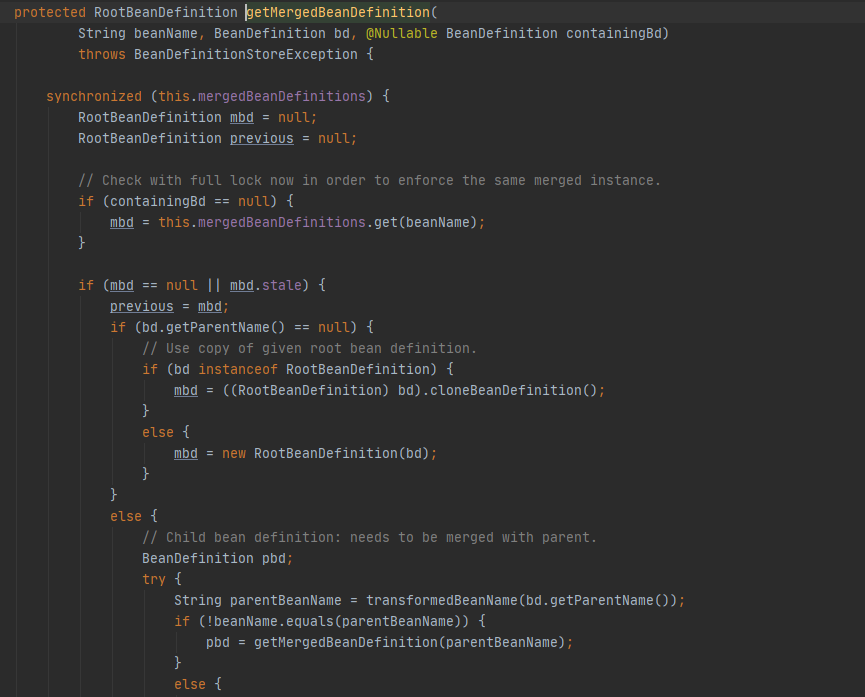 protected RootBeanDefinition getMergedBeanDefinition(
        String beanName, BeanDefinition bd, @Nullable BeanDefinition containingBd)
        throws BeanDefinitionStoreException {

    synchronized (this.mergedBeanDefinitions) {
        RootBeanDefinition mbd = null;
        RootBeanDefinition previous = null;

        // Check with full lock now in order to enforce the same merged instance.
        if (containingBd == null) {
            mbd = this.mergedBeanDefinitions.get(beanName);
        }

        if (mbd == null || mbd.stale) {
            previous = mbd;
            if (bd.getParentName() == null) {
                // Use copy of given root bean definition.
                if (bd instanceof RootBeanDefinition) {
                    mbd = ((RootBeanDefinition) bd).cloneBeanDefinition();
                }
                else {
                    mbd = new RootBeanDefinition(bd);
                }
            }
            else {
                // Child bean definition: needs to be merged with parent.
                BeanDefinition pbd;
                try {
                    String parentBeanName = transformedBeanName(bd.getParentName());
                    if (!beanName.equals(parentBeanName)) {
                        pbd = getMergedBeanDefinition(parentBeanName);
                    }
                    else {